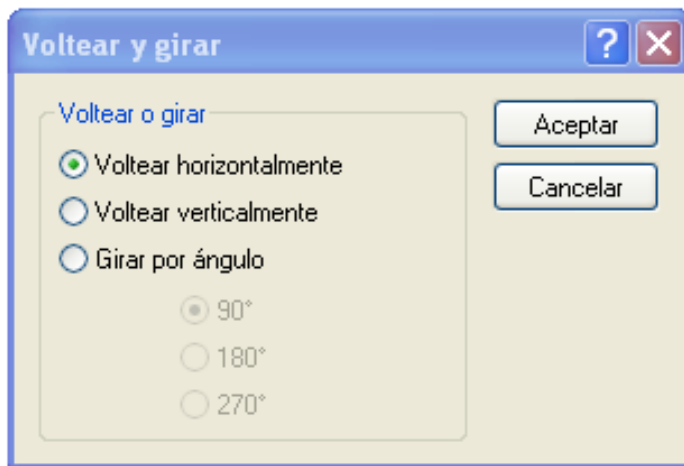 Voltear y girar
Voltear o girar
Voltear horizontalmente
Voltear verticalmente
Girar por ángulo
90°
180°
270°
Aceptar
Cancelar